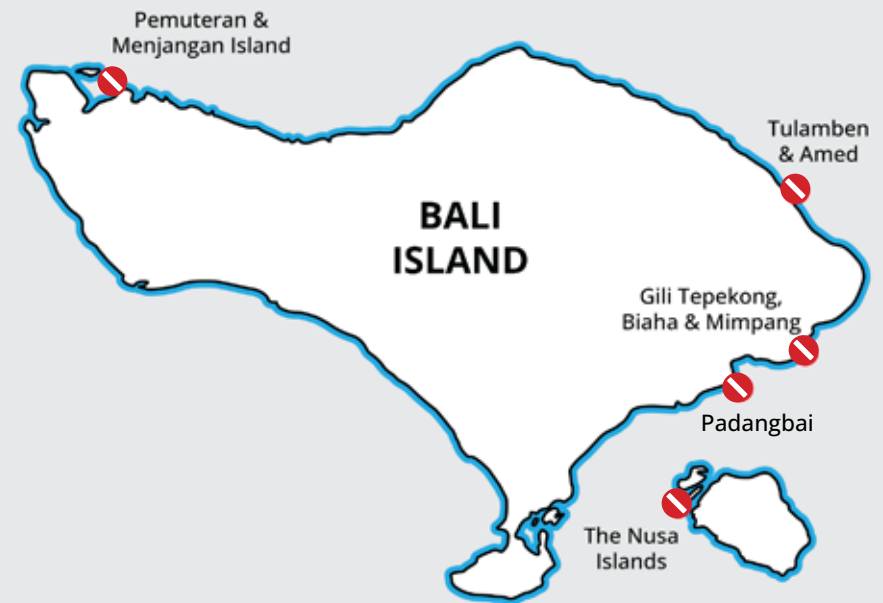 Pemuteran &
Menjangan Island
Tulamben
& Amed
BALI
ISLAND
Gili Tepekong,
Biaha & Mimpang
Padangbai
The Nusa
Islands